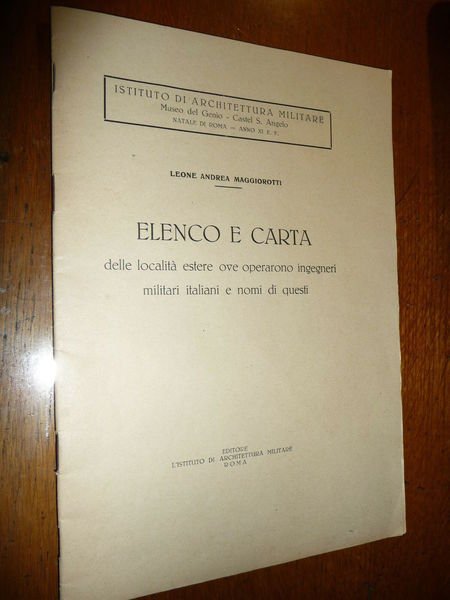 ISTITUTO DI ARCHITETTURA MILITARE
Museo del Genio - Castel S. Angelo
NATALE DI ROMA — ANNO XI E. F.
LEONE ANDREA MAGGIOROTTI
ELENCO E CARTA
delle località estere ove operarono ingegneri
militari italiani e nomi di questi
EDITORE
L'ISTITUTO DI ARCHITETTURA MILITARE
ROMA